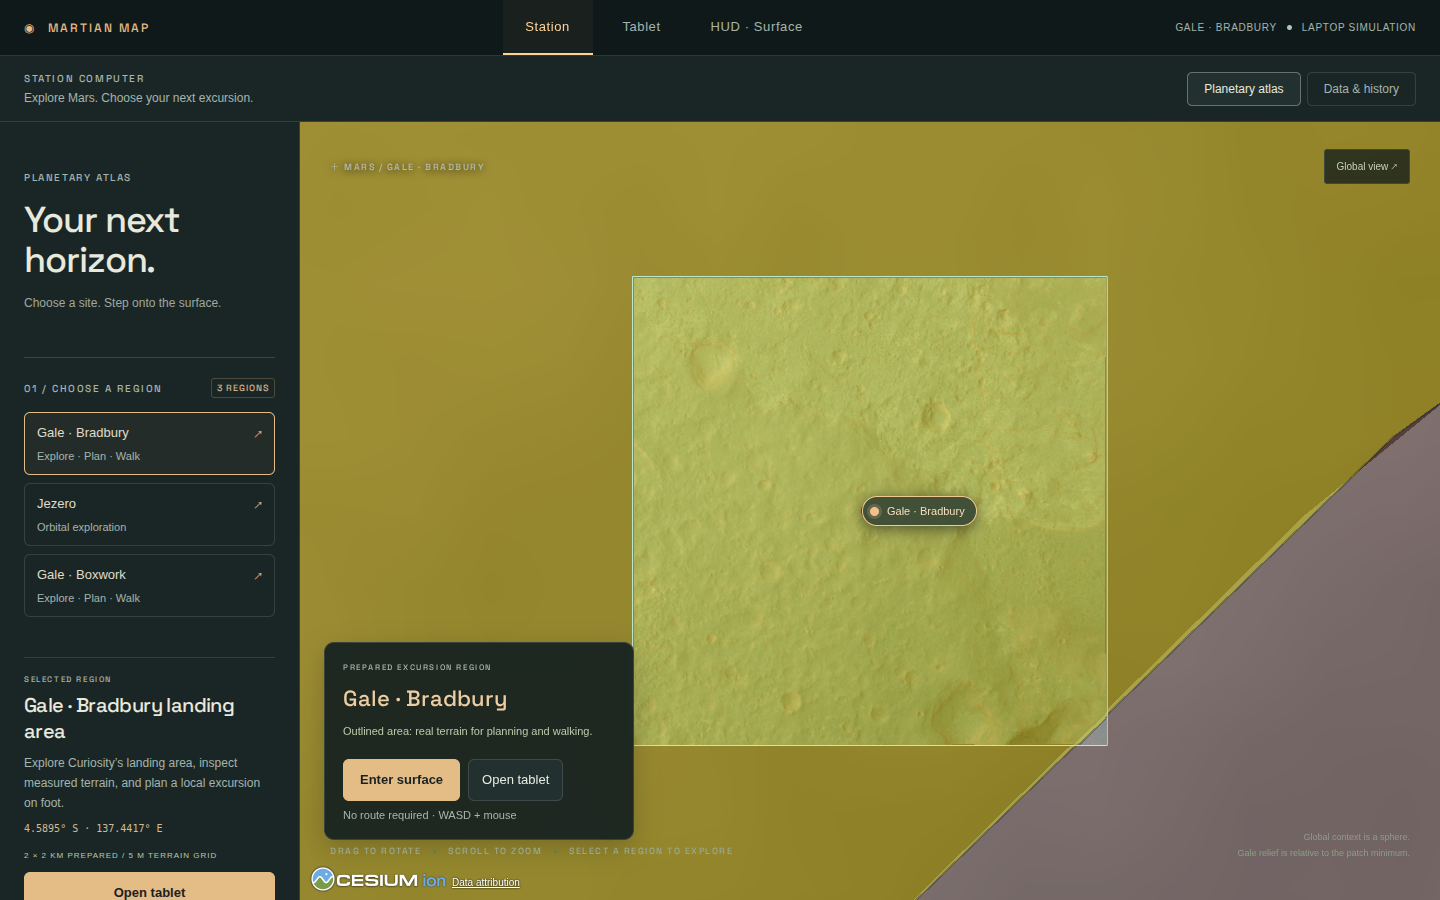 MARTIAN MAP
Station
Tablet
HUD · Surface
GALE · BRADBURY
LAPTOP SIMULATION
STATION COMPUTER
Explore Mars. Choose your next excursion.
Planetary atlas
Data & history
PLANETARY ATLAS
Your next
horizon.
Choose a site. Step onto the surface.
01 / CHOOSE A REGION
3 REGIONS
Gale · Bradbury ↗
Explore · Plan · Walk
Jezero ↗
Orbital exploration
Gale · Boxwork ↗
Explore · Plan · Walk
SELECTED REGION
Gale · Bradbury landing
area
Explore Curiosity’s landing area, inspect
measured terrain, and plan a local excursion
on foot.
4.5895° S · 137.4417° E
2 × 2 KM PREPARED / 5 M TERRAIN GRID
Open tablet
MARS / GALE · BRADBURY
Global view ↗
Gale · Bradbury
PREPARED EXCURSION REGION
Gale · Bradbury
Outlined area: real terrain for planning and walking.
Enter surface
Open tablet
No route required · WASD + mouse
DRAG TO ROTATE
SCROLL TO ZOOM
SELECT A REGION TO EXPLORE
CESIUM ion
Data attribution
Global context is a sphere.
Gale relief is relative to the patch minimum.